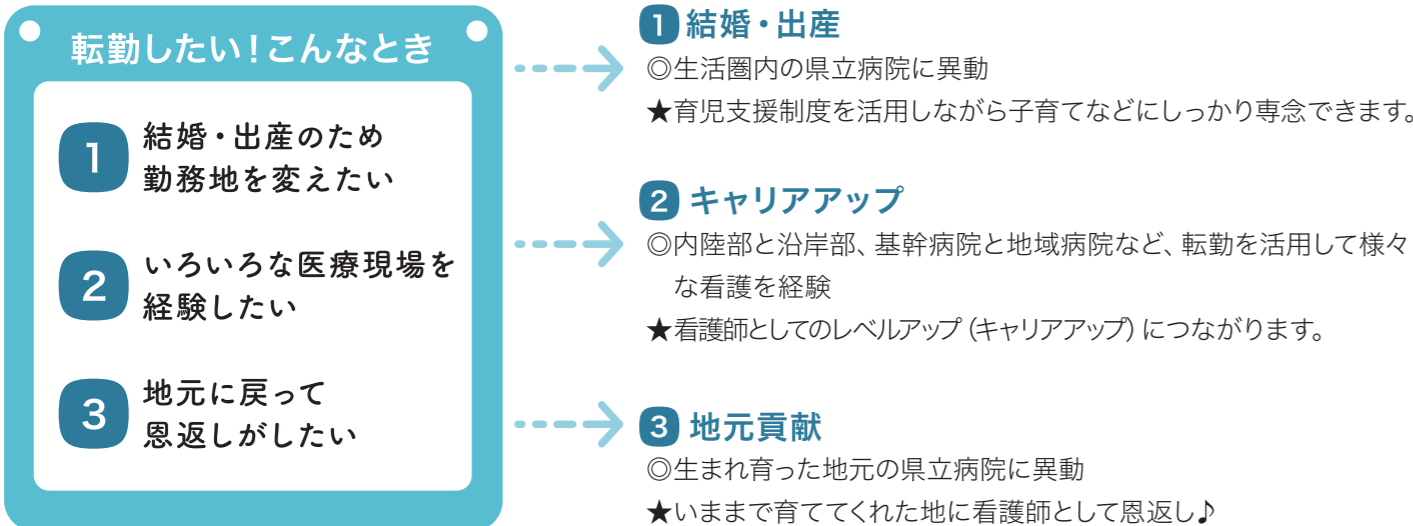 転勤したい!こんなとき
1 結婚・出産のため
勤務地を変えたい
2 いろいろな医療現場を
経験したい
3 地元に戻って
恩返しがしたい
1 結婚・出産
◎生活圏内の県立病院に異動
★育児支援制度を活用しながら子育てなどにしっかり専念できます。
2 キャリアアップ
◎内陸部と沿岸部、基幹病院と地域病院など、転勤を活用して様々
な看護を経験
★看護師としてのレベルアップ(キャリアアップ)につながります。
3 地元貢献
◎生まれ育った地元の県立病院に異動
★いままで育ててくれた地に看護師として恩返し♪